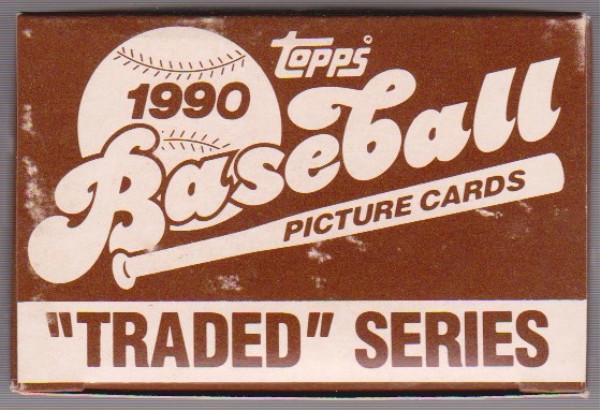 topps®
1990
Baseball
PICTURE CARDS
"TRADED" SERIES